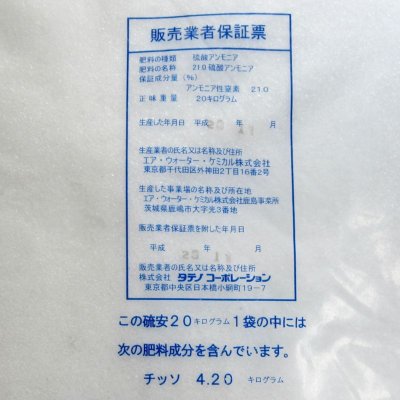 販売業者保証票
肥料の種類 硫酸アンモニア
肥料の名称 21.0硫酸アンモニア
保証成分量(%)
アンモニア性窒素 21.0
正味重量 20キログラム
生産した年月日 平成 年 月
生産業者の氏名又は名称及び住所
エア・ウォーター・ケミカル株式会社
東京都千代田区外神田2丁目16番2号
生産した事業場の名称及び所在地
エア・ウォーター・ケミカル株式会社鹿島事業所
茨城県鹿嶋市大字光3番地
販売業者保証票を附した年月日
平成 年 月
販売業者の氏名又は名称及び住所
株式会社 タテノコーポレーション
東京都中央区日本橋小網町19-7
この硫安20キログラム1袋の中には
次の肥料成分を含んでいます。
チッソ 4.20 キログラム